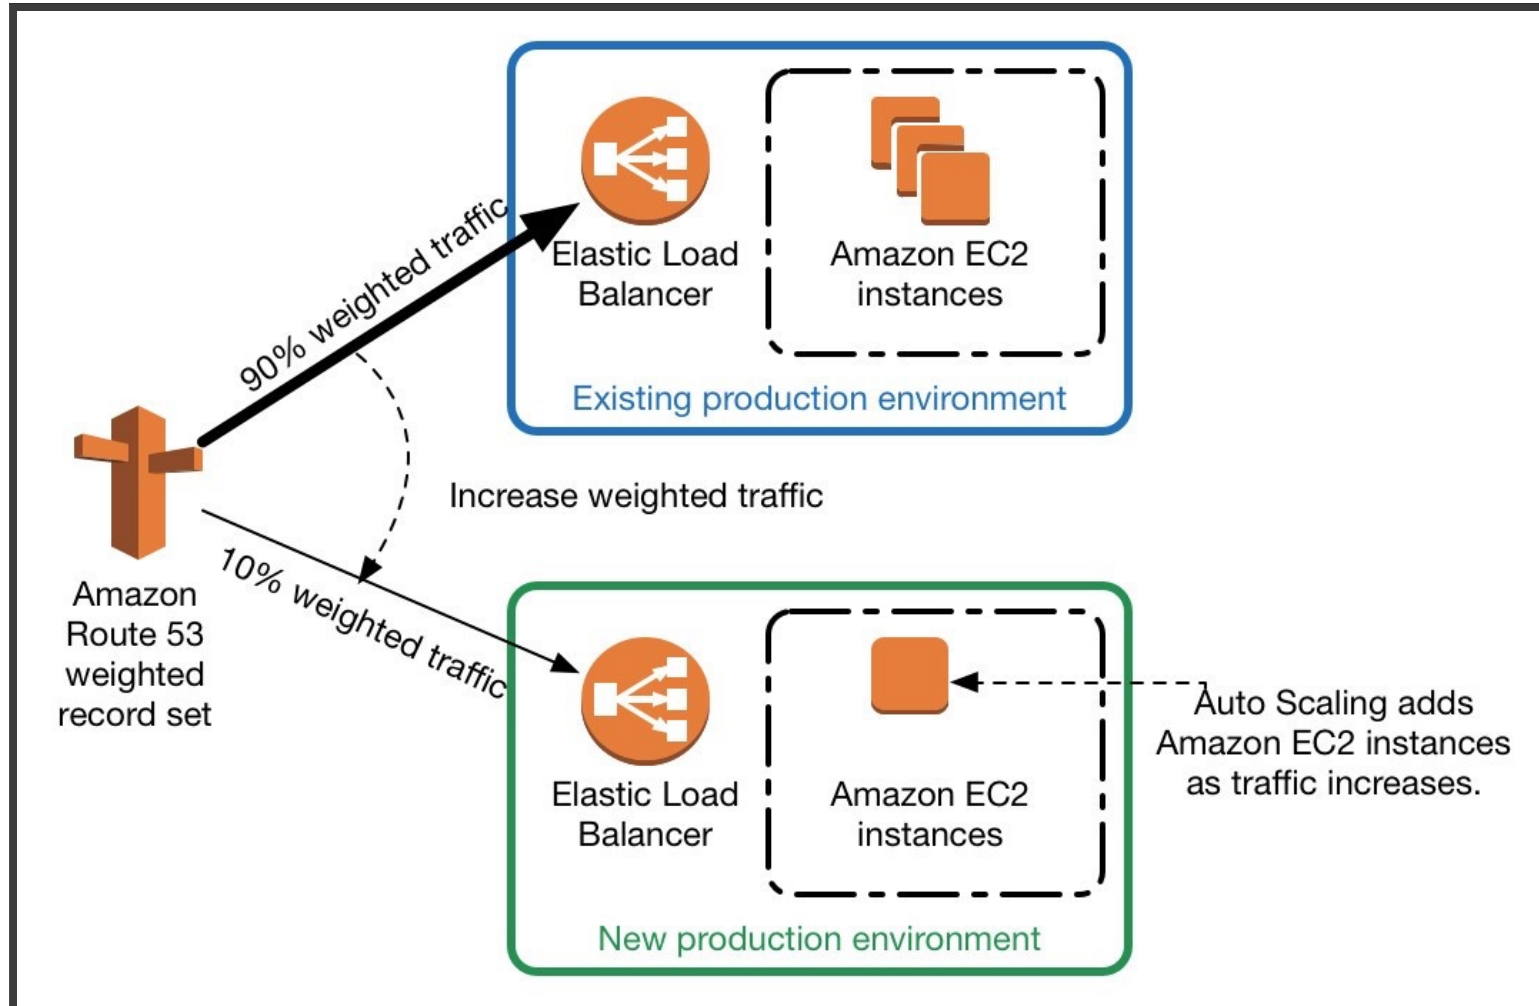 90% weighted traffic
Elastic Load
Balancer
Amazon EC2
instances
Existing production environment
Increase weighted traffic
Amazon
Route 53
weighted
record set
10% weighted traffic
Elastic Load
Balancer
Amazon EC2
instances
New production environment
Auto Scaling adds
Amazon EC2 instances
as traffic increases.